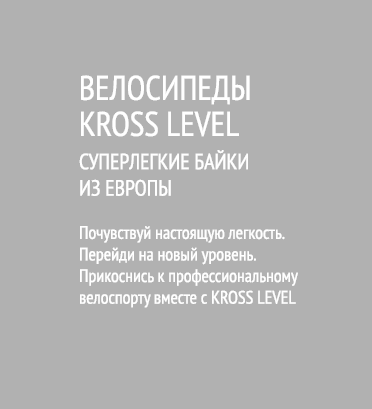 ВЕЛОСИПЕДЫ
KROSS LEVEL
СУПЕРЛЕГКИЕ БАЙКИ
ИЗ ЕВРОПЫ
Почувствуй настоящую легкость.
Перейди на новый уровень.
Прикоснись к профессиональному
велоспорту вместе с KROSS LEVEL